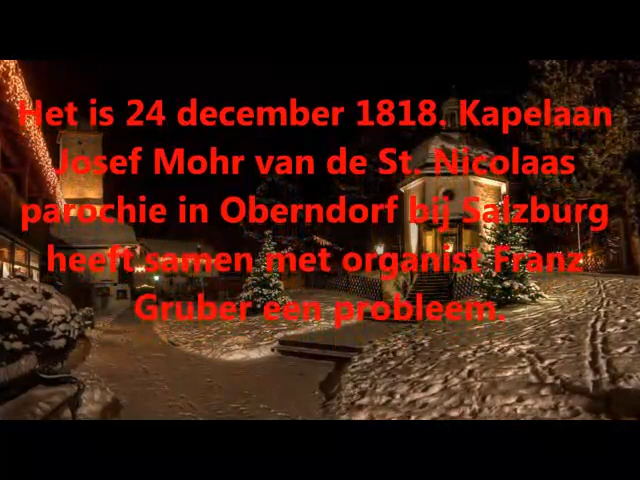 Het is 24 december 1818. Kapelaan
Josef Mohr van de St. Nicolaas
parochie in Oberndorf bij Salzburg
heeft samen met organist Franz
Gruber een probleem.